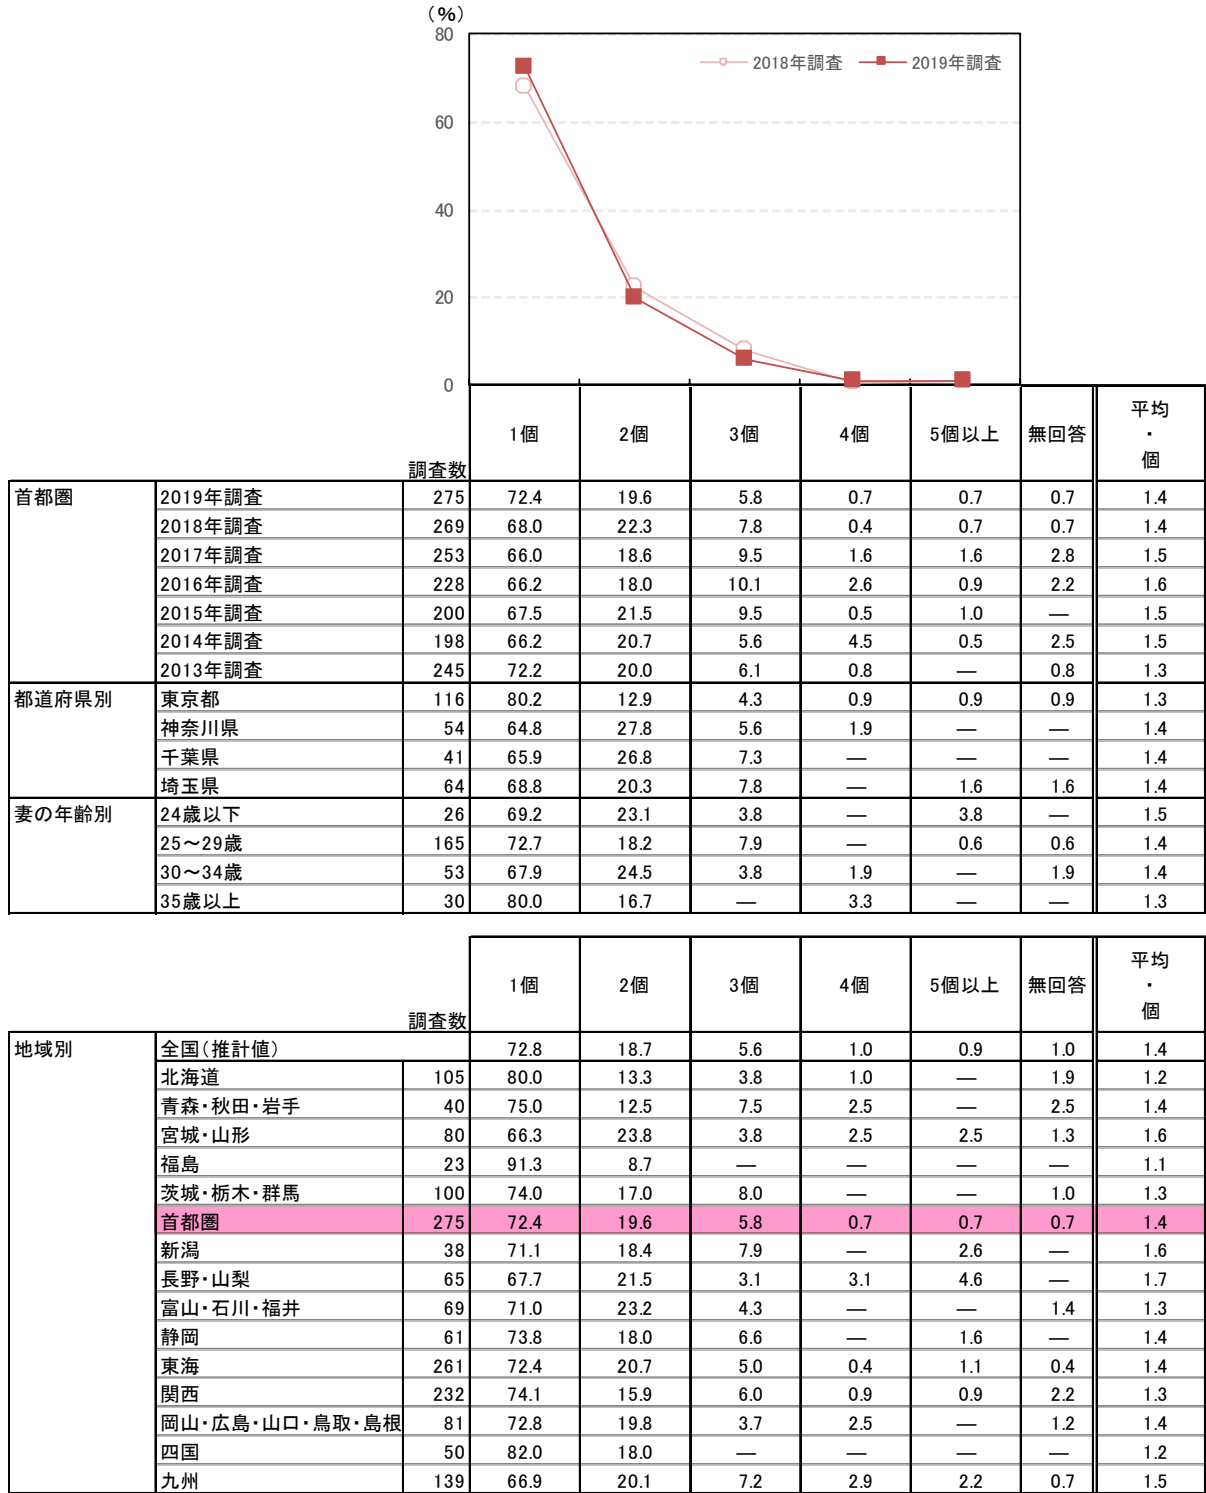 (%)
80
60
40
20
0
2018年調査 2019年調査
調査数 1個 2個 3個 4個 5個以上 無回答 平均・個
首都圏 2019年調査 275 72.4 19.6 5.8 0.7 0.7 0.7 1.4
2018年調査 269 68.0 22.3 7.8 0.4 0.7 0.7 1.4
2017年調査 253 66.0 18.6 9.5 1.6 1.6 2.8 1.5
2016年調査 228 66.2 18.0 10.1 2.6 0.9 2.2 1.6
2015年調査 200 67.5 21.5 9.5 0.5 1.0 — 1.5
2014年調査 198 66.2 20.7 5.6 4.5 0.5 2.5 1.5
2013年調査 245 72.2 20.0 6.1 0.8 — 0.8 1.3
都道府県別 東京都 116 80.2 12.9 4.3 0.9 0.9 0.9 1.3
神奈川県 54 64.8 27.8 5.6 1.9 — — 1.4
千葉県 41 65.9 26.8 7.3 — — — 1.4
埼玉県 64 68.8 20.3 7.8 — 1.6 1.6 1.4
妻の年齢別 24歳以下 26 69.2 23.1 3.8 — 3.8 — 1.5
25～29歳 165 72.7 18.2 7.9 — 0.6 0.6 1.4
30～34歳 53 67.9 24.5 3.8 1.9 — 1.9 1.4
35歳以上 30 80.0 16.7 — 3.3 — — 1.3
調査数 1個 2個 3個 4個 5個以上 無回答 平均・個
地域別 全国(推計値) 72.8 18.7 5.6 1.0 0.9 1.0 1.4
北海道 105 80.0 13.3 3.8 1.0 — 1.9 1.2
青森・秋田・岩手 40 75.0 12.5 7.5 2.5 — 2.5 1.4
宮城・山形 80 66.3 23.8 3.8 2.5 2.5 1.3 1.6
福島 23 91.3 8.7 — — — — 1.1
茨城・栃木・群馬 100 74.0 17.0 8.0 — — 1.0 1.3
首都圏 275 72.4 19.6 5.8 0.7 0.7 0.7 1.4
新潟 38 71.1 18.4 7.9 — 2.6 — 1.6
長野・山梨 65 67.7 21.5 3.1 3.1 4.6 — 1.7
富山・石川・福井 69 71.0 23.2 4.3 — — 1.4 1.3
静岡 61 73.8 18.0 6.6 — 1.6 — 1.4
東海 261 72.4 20.7 5.0 0.4 1.1 0.4 1.4
関西 232 74.1 15.9 6.0 0.9 0.9 2.2 1.3
岡山・広島・山口・鳥取・島根 81 72.8 19.8 3.7 2.5 — 1.2 1.4
四国 50 82.0 18.0 — — — — 1.2
九州 139 66.9 20.1 7.2 2.9 2.2 0.7 1.5